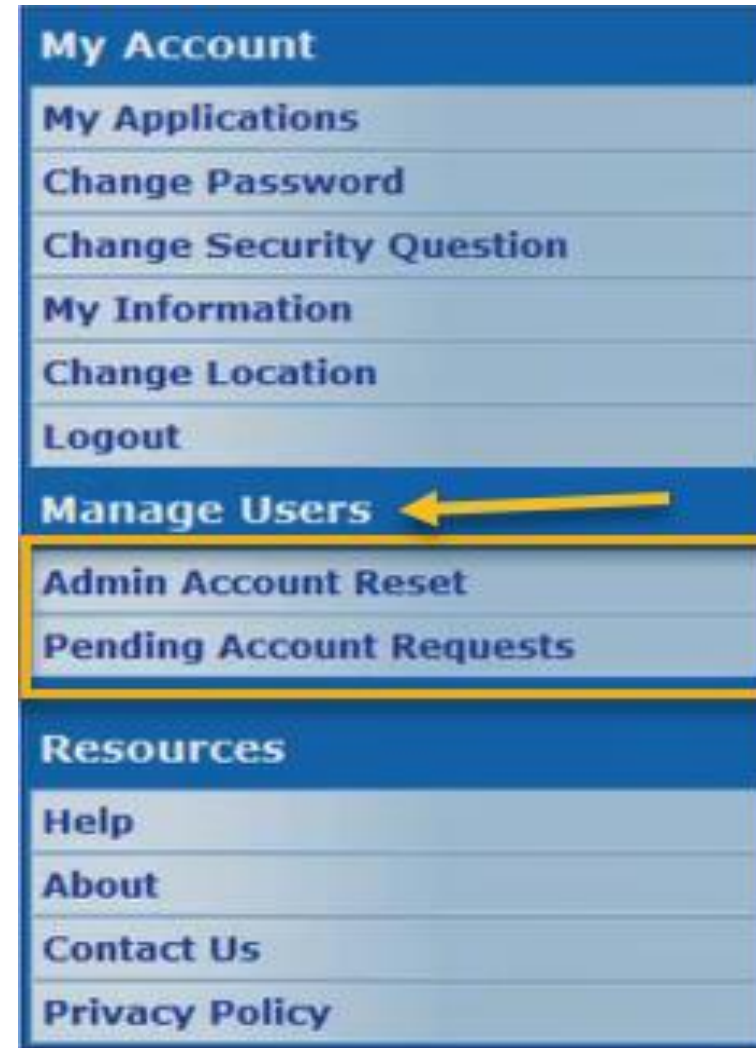 My Account
My Applications
Change Password
Change Security Question
My Information
Change Location
Logout
Manage Users
Admin Account Reset
Pending Account Requests
Resources
Help
About
Contact Us
Privacy Policy